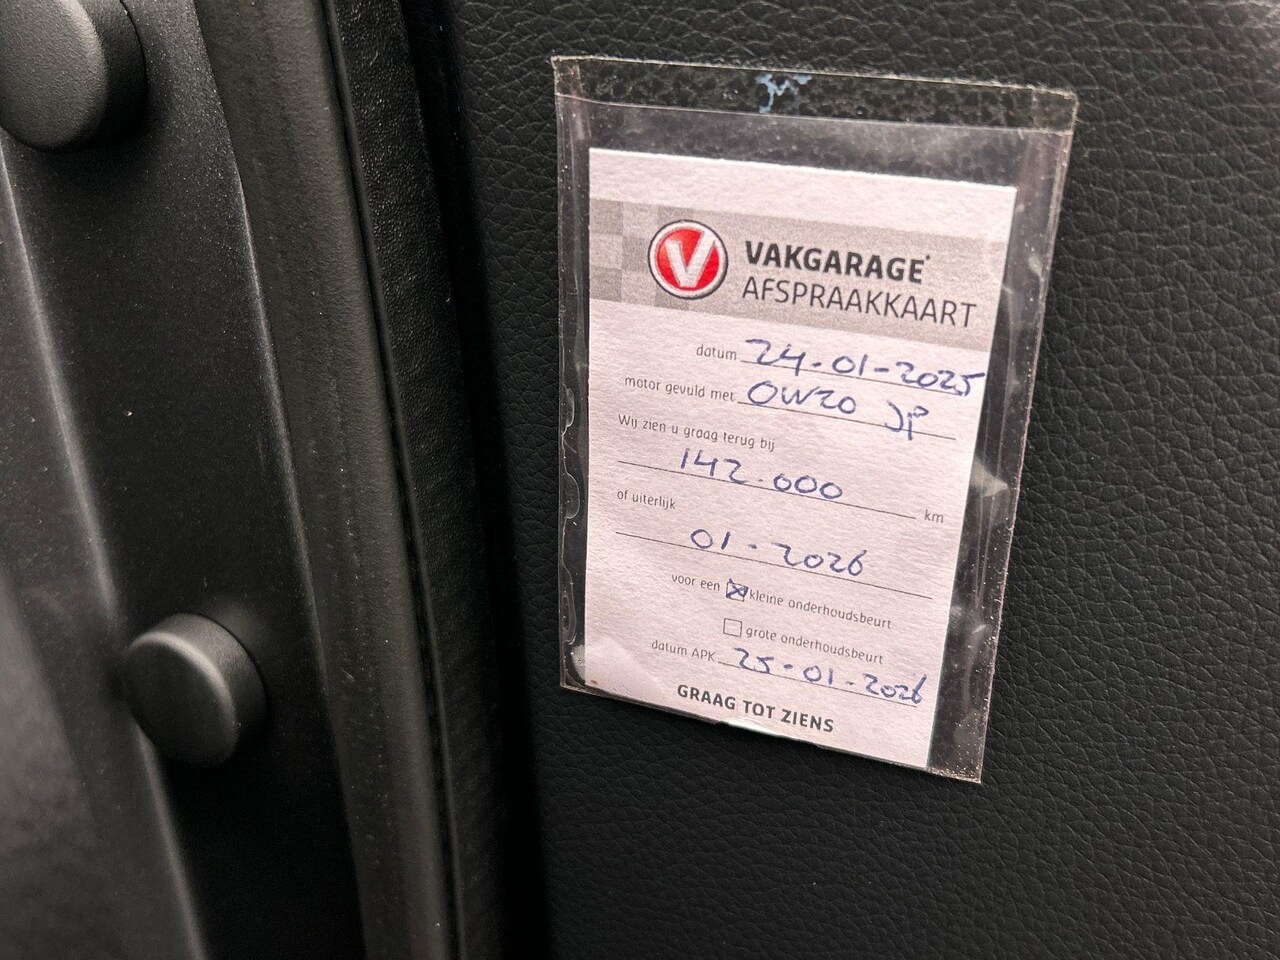 V
VAKGARAGE
AFSPRAAKKAART
datum 24-01-2025
motor gevuld met 0W20 JP
Wij zien u graag terug bij
142.000 km
of uiterlijk
01-2026
voor een ☒ kleine onderhoudsbeurt
☐ grote onderhoudsbeurt
datum APK 25-01-2026
GRAAG TOT ZIENS